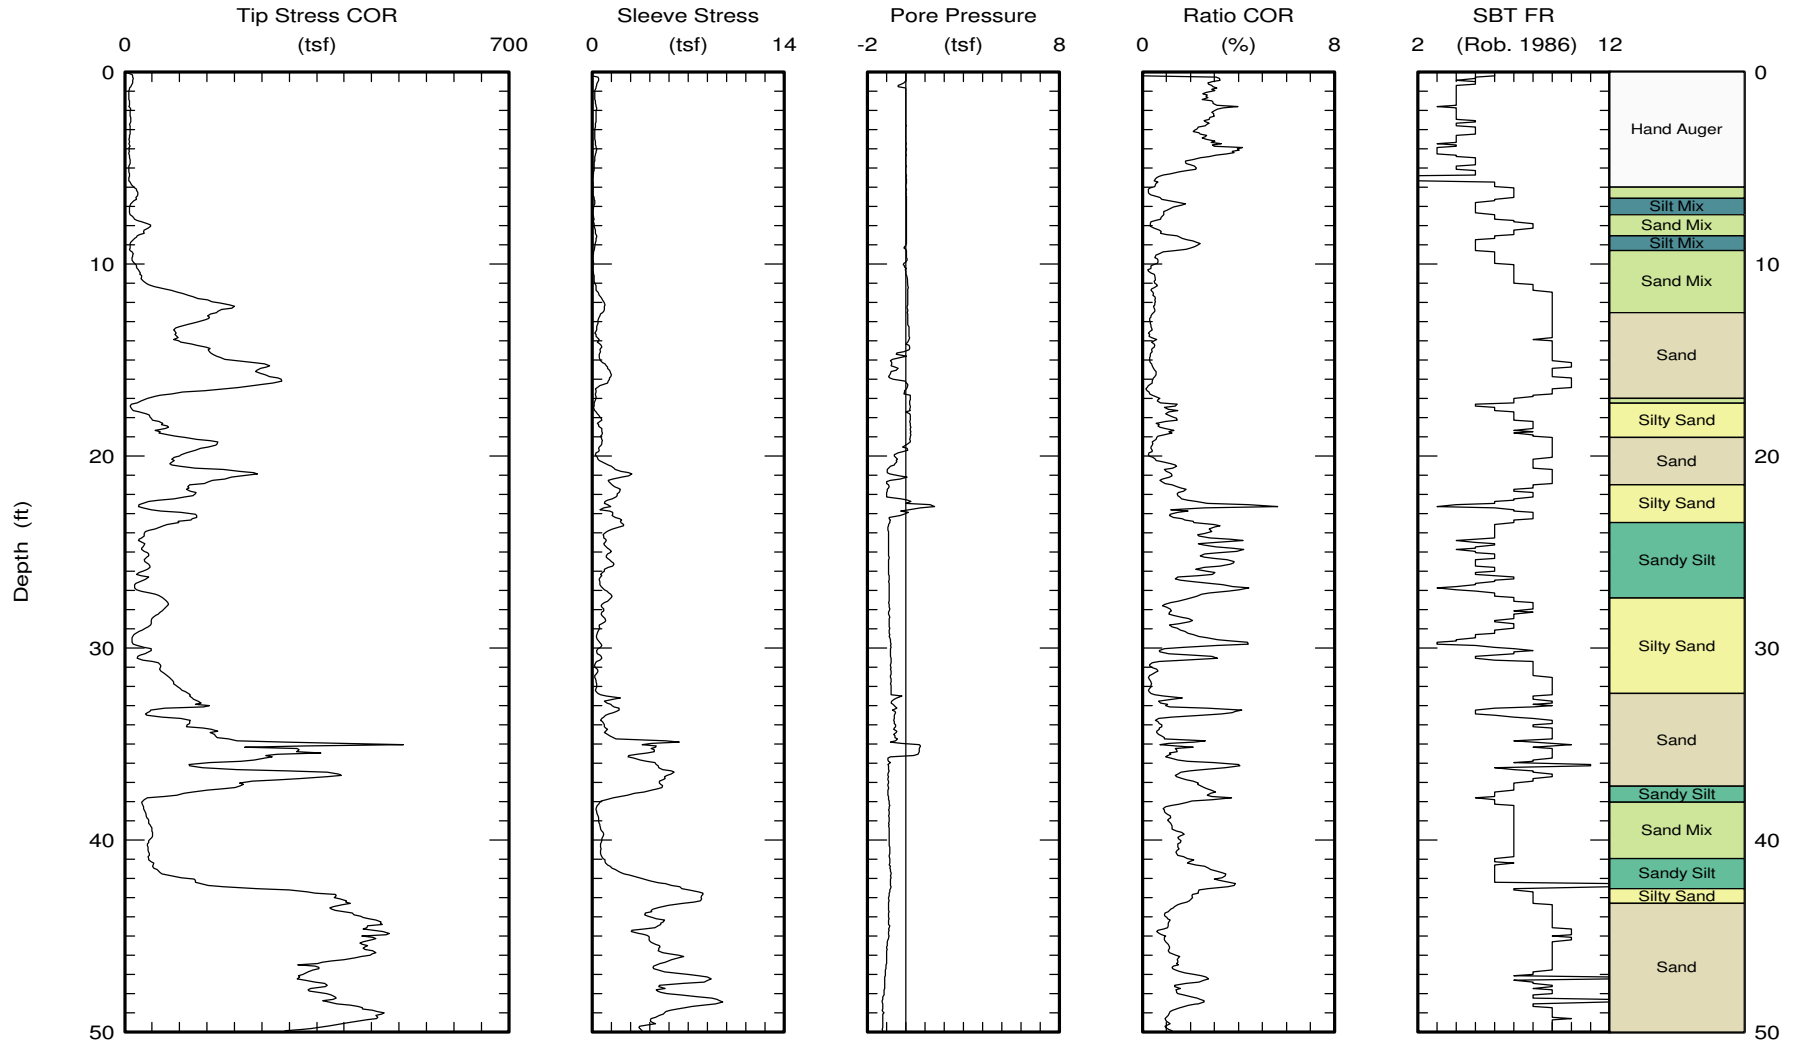 Tip Stress COR Sleeve Stress Pore Pressure Ratio COR SBT FR
0 (tsf) 700 0 (tsf) 14 -2 (tsf) 8 0 (%) 8 2 (Rob. 1986) 12
0 0
Hand Auger
Silt Mix
Sand Mix
Silt Mix
10 10
Sand Mix
Sand
Silty Sand
20 20
Sand
Silty Sand
Sandy Silt
Depth (ft)
30 30
Silty Sand
Sand
Sandy Silt
40 40
Sand Mix
Sandy Silt
Silty Sand
Sand
50 50